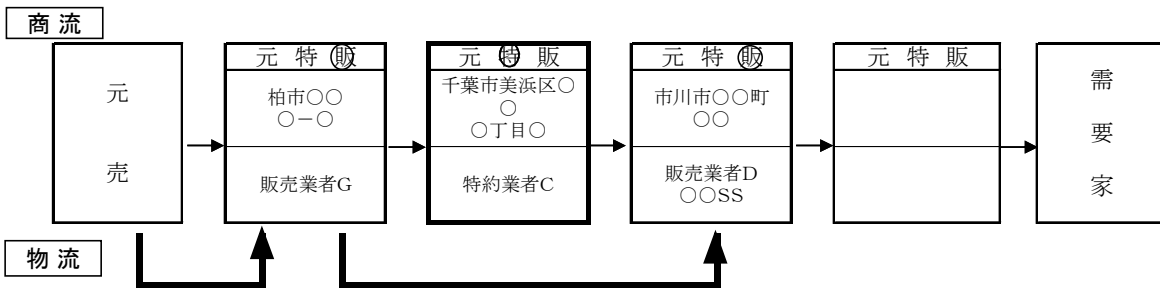 商流
元
売
元 特 販
柏市○○
○－○
販売業者G
元 特 販
千葉市美浜区○
○
○丁目○
特約業者C
元 特 販
市川市○○町
○○
販売業者D
○○SS
元 特 販
需
要
家
物流